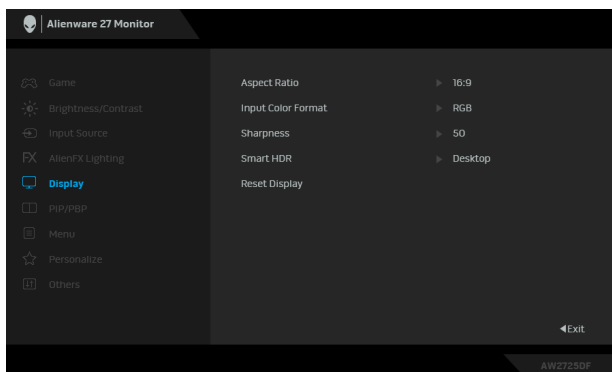 Alienware 27 Monitor
Game
Brightness/Contrast
Input Source
AlienFX Lighting
Display
PIP/PBP
Menu
Personalize
Others
Aspect Ratio 16:9
Input Color Format RGB
Sharpness 50
Smart HDR Desktop
Reset Display
Exit
AW2725DF